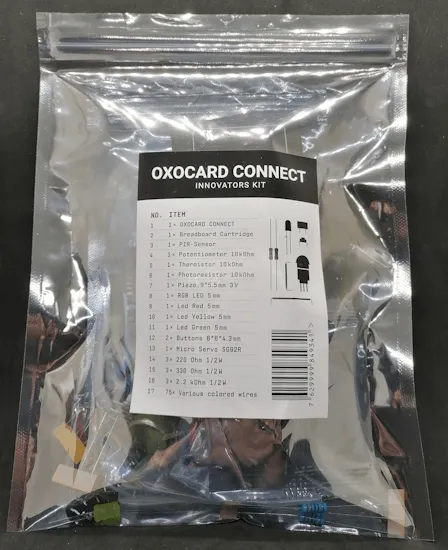 OXOCARD CONNECT
INNOVATORS KIT
NO. ITEM
1 1× OXOCARD CONNECT
2 1× Breadboard Cartridge
3 1× PIR-Sensor
4 1× Potentiometer 10kOhm
5 1× Thermistor 10kOhm
6 1× Photoresistor 10kOhm
7 1× Piezo,9*5.5mm 3V
8 1× RGB LED 5mm
9 1× Led Red 5mm
10 1× Led Yellow 5mm
11 1× Led Green 5mm
12 2× Buttons 6*6*4.3mm
13 1× Micro Servo SG92R
14 3× 220 Ohm 1/2W
15 3× 330 Ohm 1/2W
16 3× 2.2 kOhm 1/2W
17 75× Various colored wires